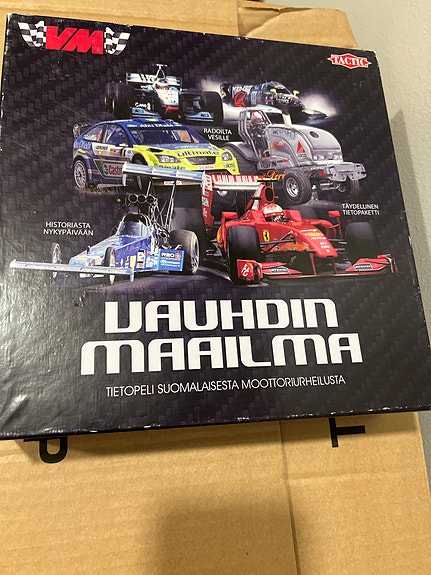 VM
TACTIC
RADOILTA
VESILLE
HISTORIASTA
NYKYPÄIVÄÄN
TÄYDELLINEN
TIETOPAKETTI
VAUHDIN
MAAILMA
TIETOPELI SUOMALAISESTA MOOTTORIURHEILUSTA